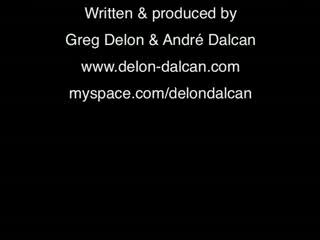 Written & produced by
Greg Delon & André Dalcan
www.delon-dalcan.com
myspace.com/delondalcan